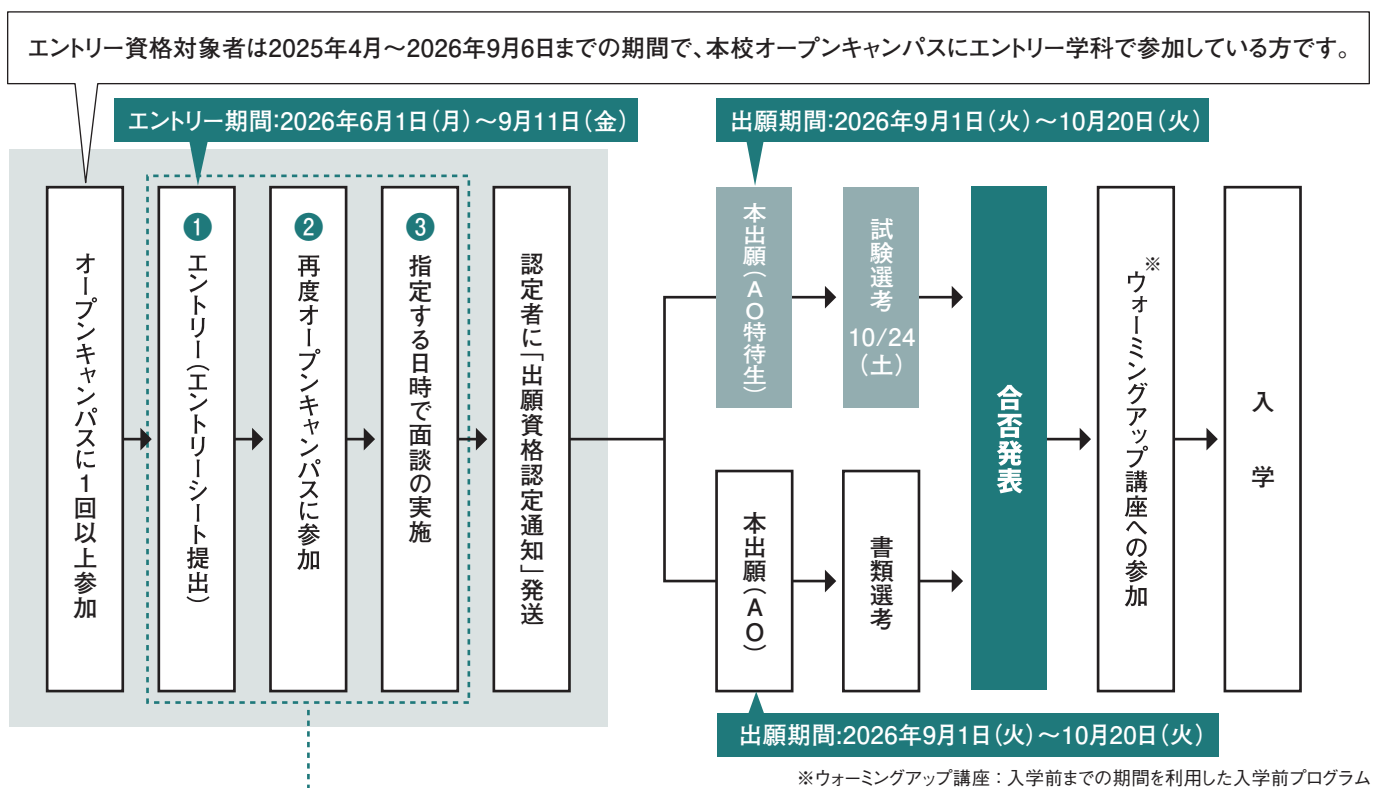 エントリー資格対象者は2025年4月～2026年9月6日までの期間で、本校オープンキャンパスにエントリー学科で参加している方です。
エントリー期間:2026年6月1日（月）～9月11日（金）
出願期間:2026年9月1日（火）～10月20日（火）
オープンキャンパスに1回以上参加
❶
エントリー（エントリーシート提出）
❷
再度オープンキャンパスに参加
❸
指定する日時で面談の実施
認定者に「出願資格認定通知」発送
本出願（AO特待生）
試験選考
10/24
（土）
本出願（AO）
書類選考
合否発表
※ウォーミングアップ講座への参加
入学
出願期間:2026年9月1日（火）～10月20日（火）
※ウォーミングアップ講座：入学前までの期間を利用した入学前プログラム